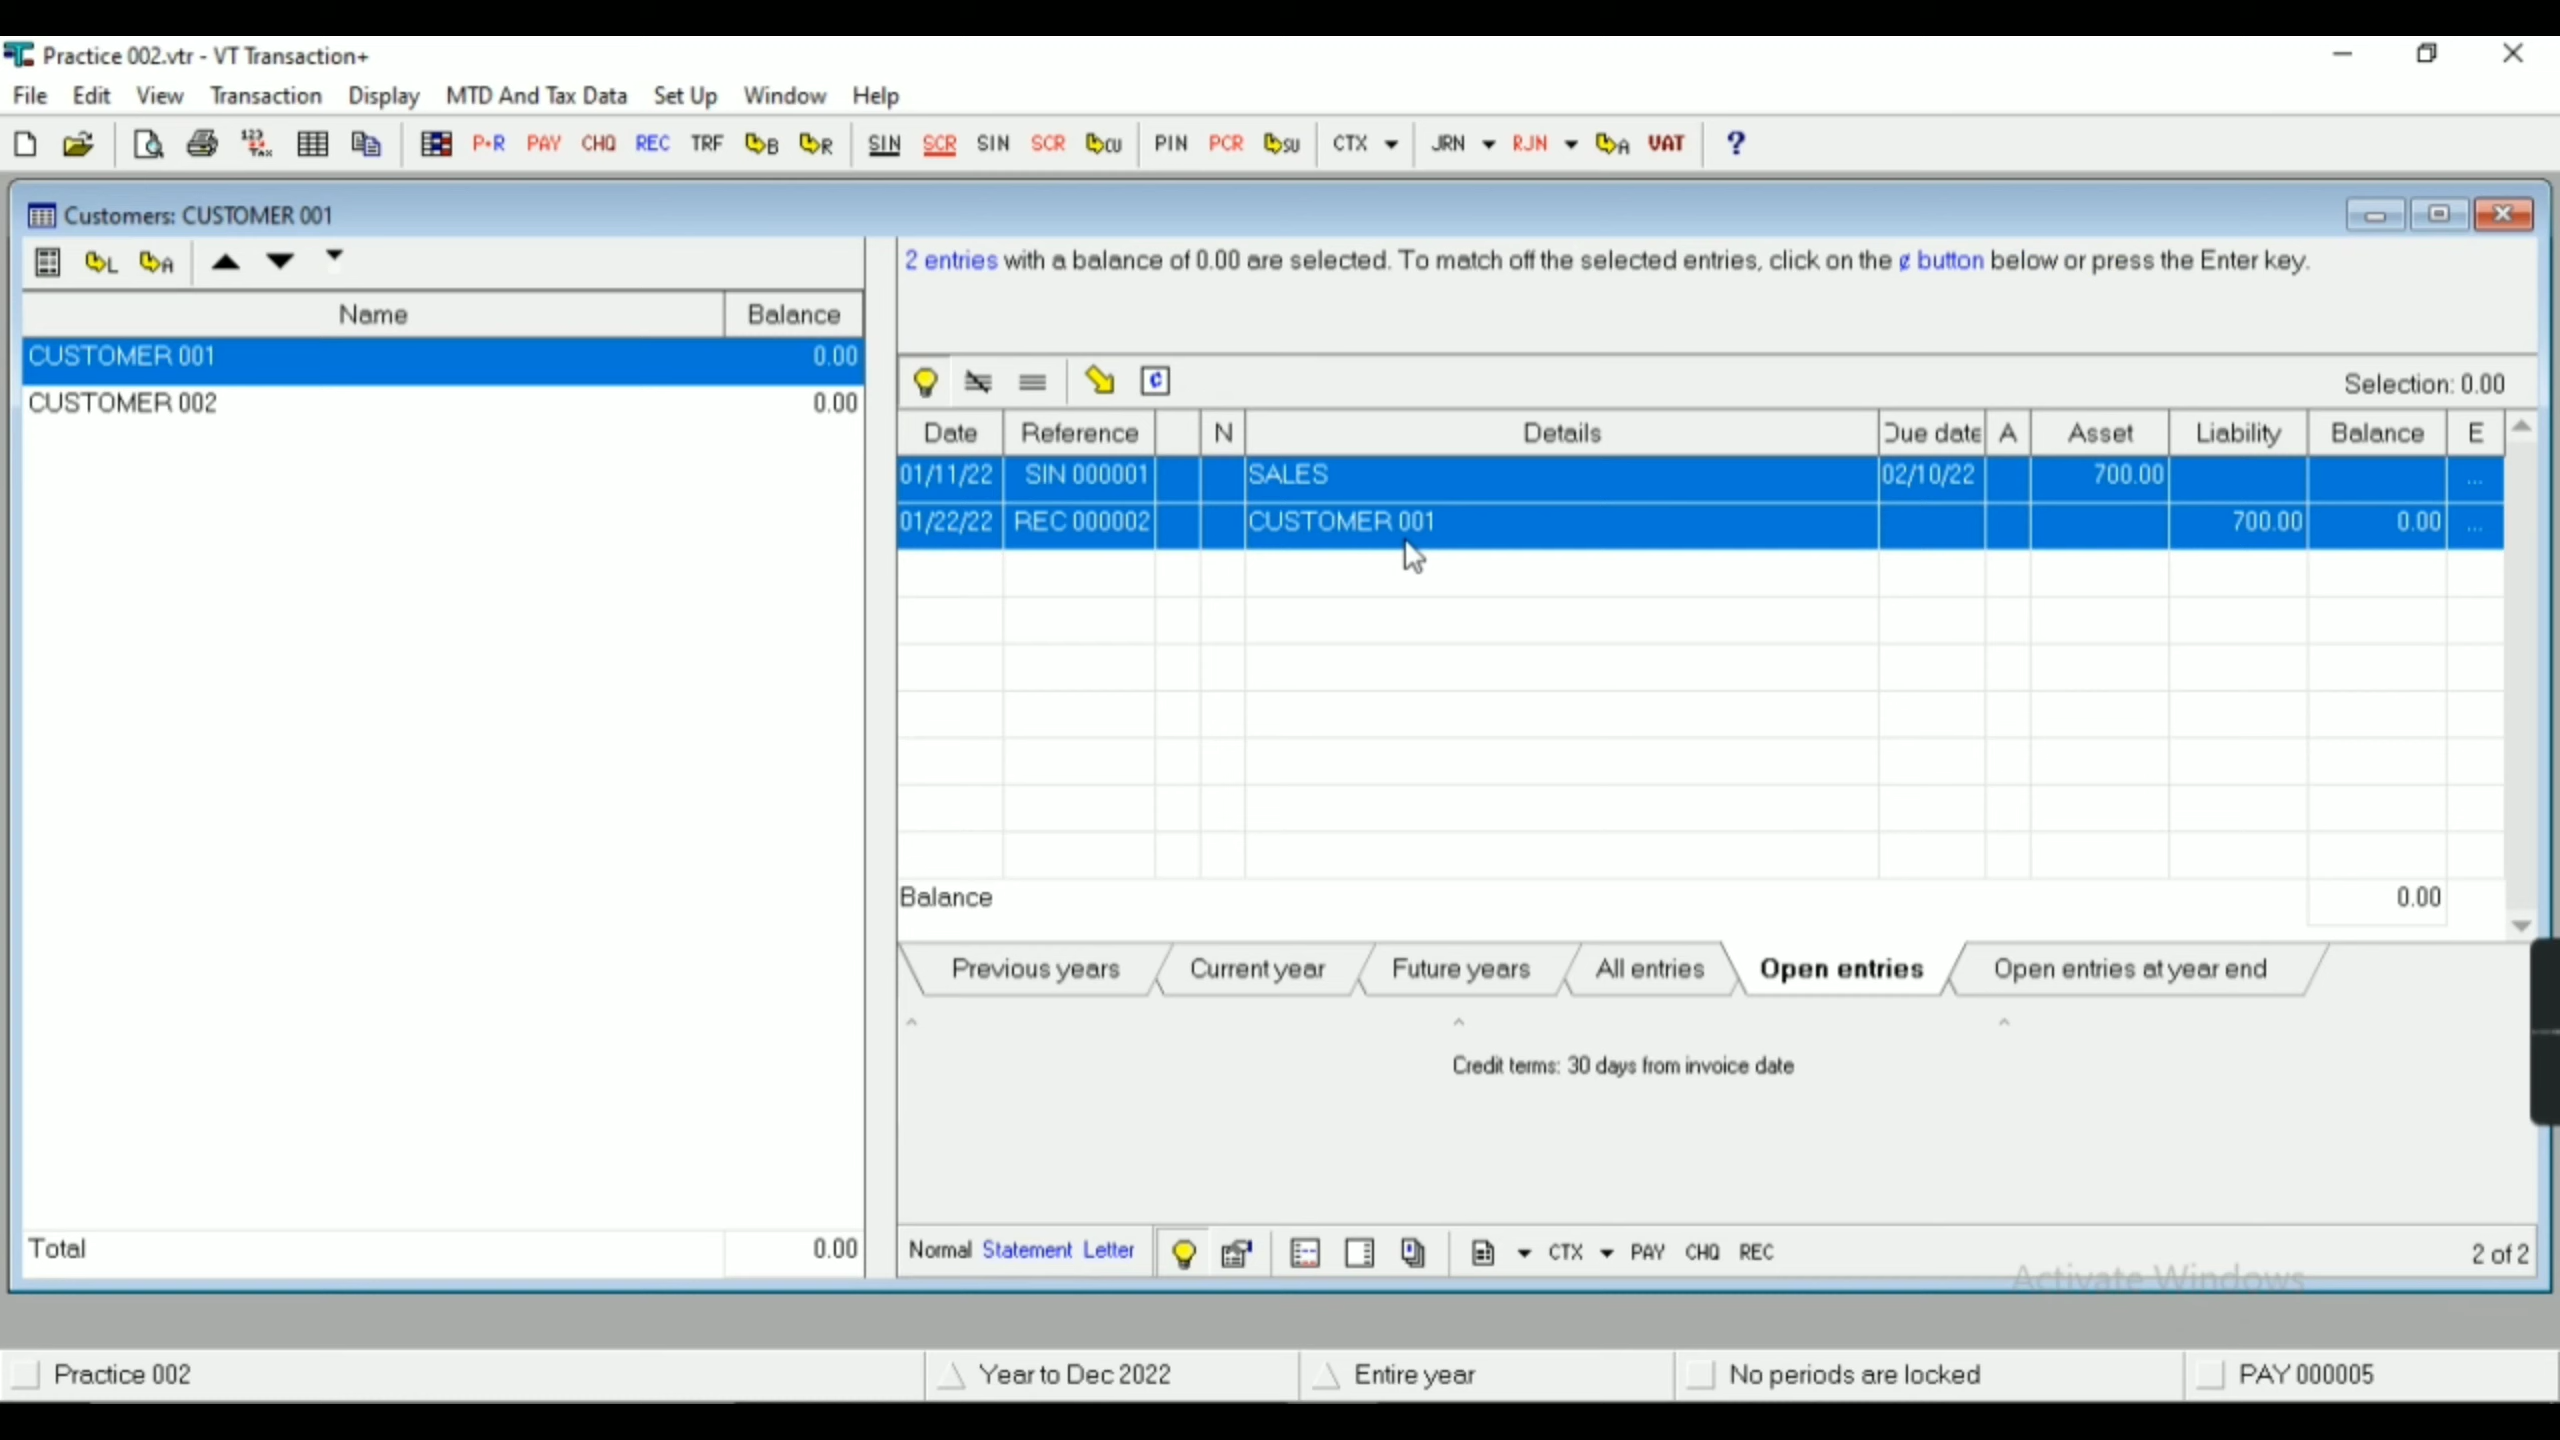 Practice 002.vtr - VT Transaction+
File Edit View Transaction Display MTD And Tax Data Set Up Window Help
P+R PAY CHQ REC TRF B R SIN SCR SIN SCR CU PIN PCR SU CTX JRN RJN A VAT ?
Customers: CUSTOMER 001
L A
2 entries with a balance of 0.00 are selected. To match off the selected entries, click on the ¢ button below or press the Enter key.
Name Balance
CUSTOMER 001 0.00
CUSTOMER 002 0.00
Total 0.00
¢ Selection: 0.00
Date Reference N Details Due date A Asset Liability Balance E
01/11/22 SIN 000001 SALES 02/10/22 700.00 ...
01/22/22 REC 000002 CUSTOMER 001 700.00 0.00 ...
Balance 0.00
Previous years Current year Future years All entries Open entries Open entries at year end
Credit terms: 30 days from invoice date
Normal Statement Letter CTX PAY CHQ REC 2 of 2
Activate Windows
Practice 002 Year to Dec 2022 Entire year No periods are locked PAY 000005